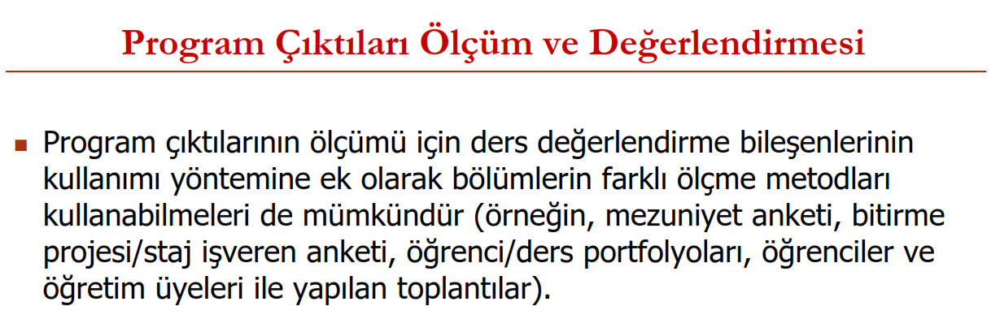 Program Çıktıları Ölçüm ve Değerlendirmesi
Program çıktılarının ölçümü için ders değerlendirme bileşenlerinin
kullanımı yöntemine ek olarak bölümlerin farklı ölçme metodları
kullanabilmeleri de mümkündür (örneğin, mezuniyet anketi, bitirme
projesi/staj işveren anketi, öğrenci/ders portfolyoları, öğrenciler ve
öğretim üyeleri ile yapılan toplantılar).